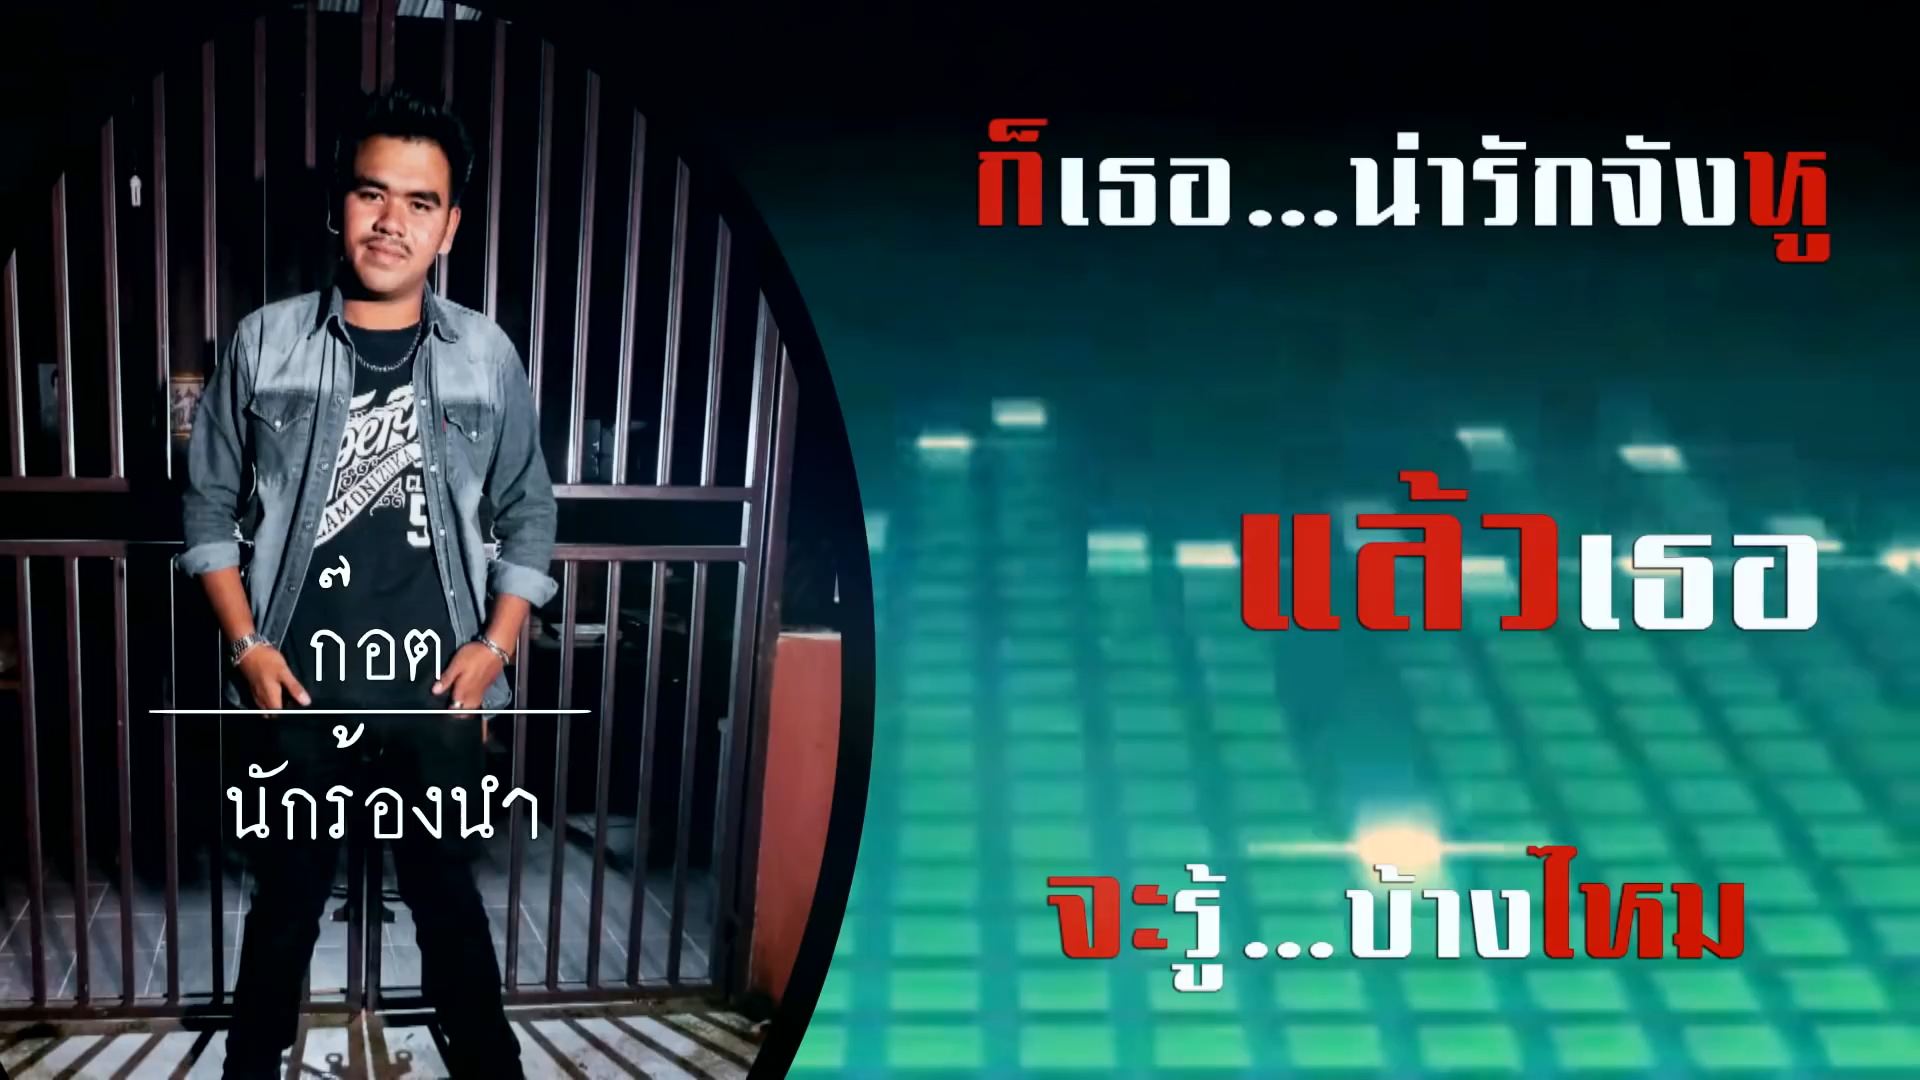 ก็เธอ...น่ารักจังหู
แล้วเธอ
จะรู้...บ้างไหม
ก๊อต
นักร้องนำ